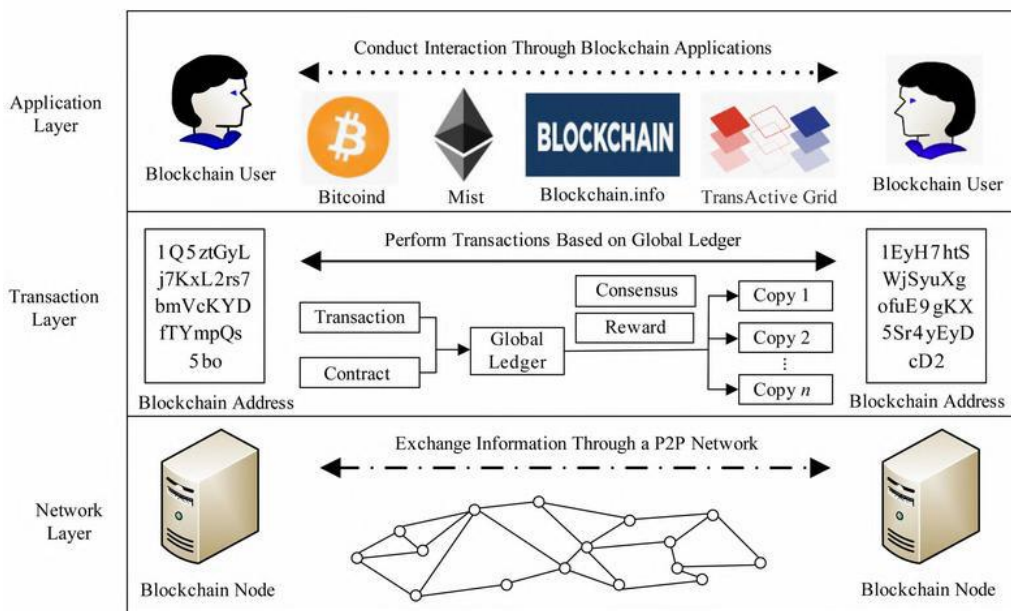 Conduct Interaction Through Blockchain Applications
Application
Layer
BLOCKCHAIN
Blockchain User
Bitcoind
Mist
Blockchain.info
TransActive Grid
Blockchain User
Perform Transactions Based on Global Ledger
Transaction
Layer
1Q5ztGyL
j7KxL2rs7
bmVcKYD
fTYmpQs
5bo
Blockchain Address
Transaction
Contract
Global
Ledger
Consensus
Reward
Copy 1
Copy 2
⋮
Copy n
1EyH7htS
WjSyuXg
ofuE9gKX
5Sr4yEyD
cD2
Blockchain Address
Exchange Information Through a P2P Network
Network
Layer
Blockchain Node
Blockchain Node